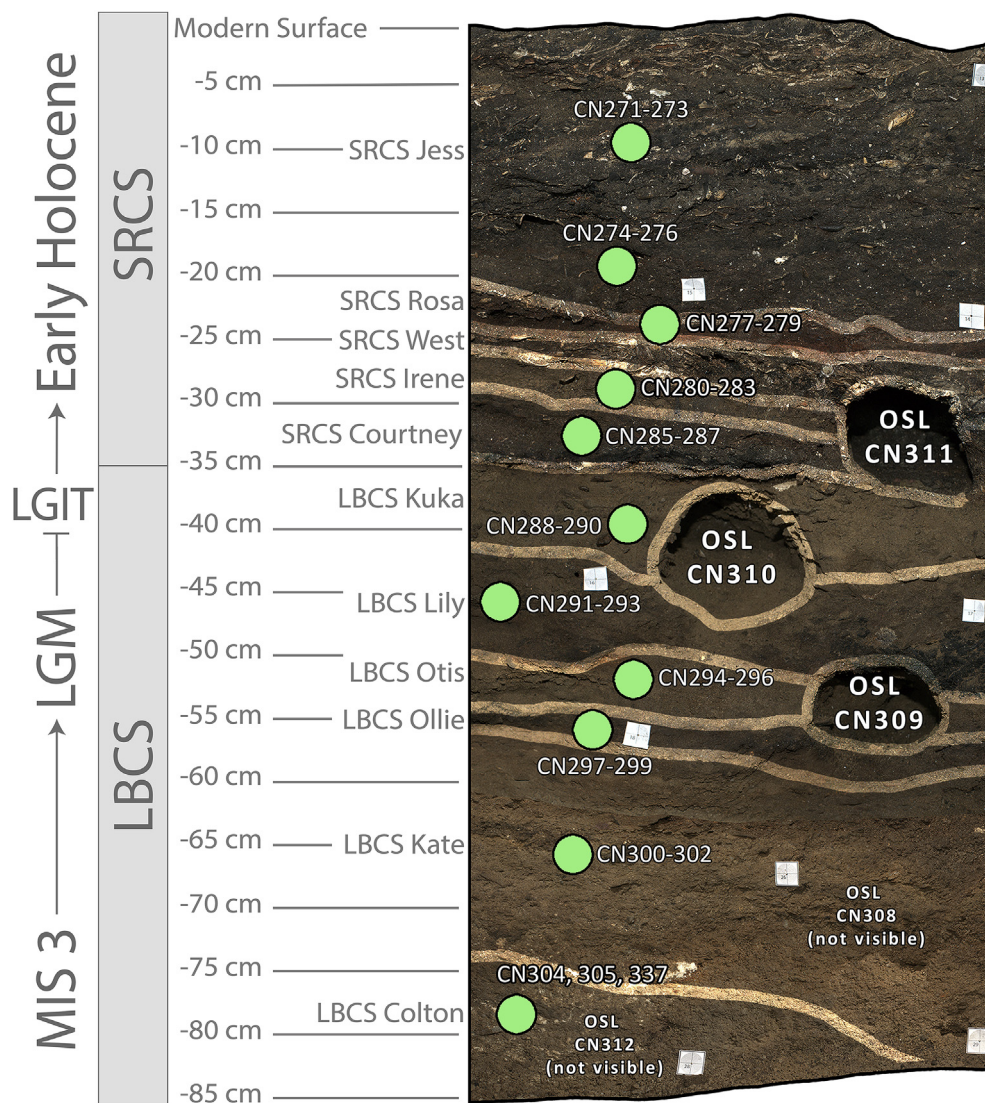 Modern Surface
-5 cm
-10 cm
-15 cm
-20 cm
-25 cm
-30 cm
-35 cm
-40 cm
-45 cm
-50 cm
-55 cm
-60 cm
-65 cm
-70 cm
-75 cm
-80 cm
-85 cm
Early Holocene
LGIT
LGM
MIS 3
SRCS
LBCS
SRCS Jess
SRCS Rosa
SRCS West
SRCS Irene
SRCS Courtney
LBCS Kuka
LBCS Lily
LBCS Otis
LBCS Ollie
LBCS Kate
LBCS Colton
CN271-273
CN274-276
CN277-279
CN280-283
CN285-287
OSL
CN311
CN288-290
OSL
CN310
CN291-293
CN294-296
OSL
CN309
CN297-299
CN300-302
OSL
CN308
(not visible)
CN304, 305, 337
OSL
CN312
(not visible)